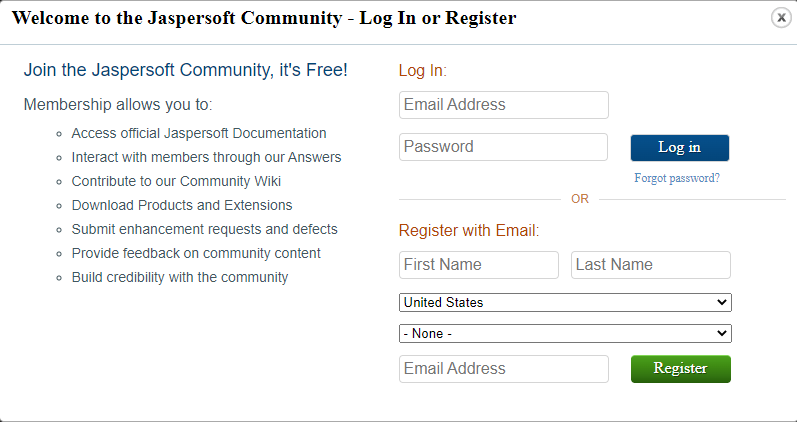 Welcome to the Jaspersoft Community - Log In or Register
Join the Jaspersoft Community, it's Free!
Membership allows you to:
Access official Jaspersoft Documentation
Interact with members through our Answers
Contribute to our Community Wiki
Download Products and Extensions
Submit enhancement requests and defects
Provide feedback on community content
Build credibility with the community
Log In:
Email Address
Password
Log in
Forgot password?
OR
Register with Email:
First Name
Last Name
United States
- None -
Email Address
Register